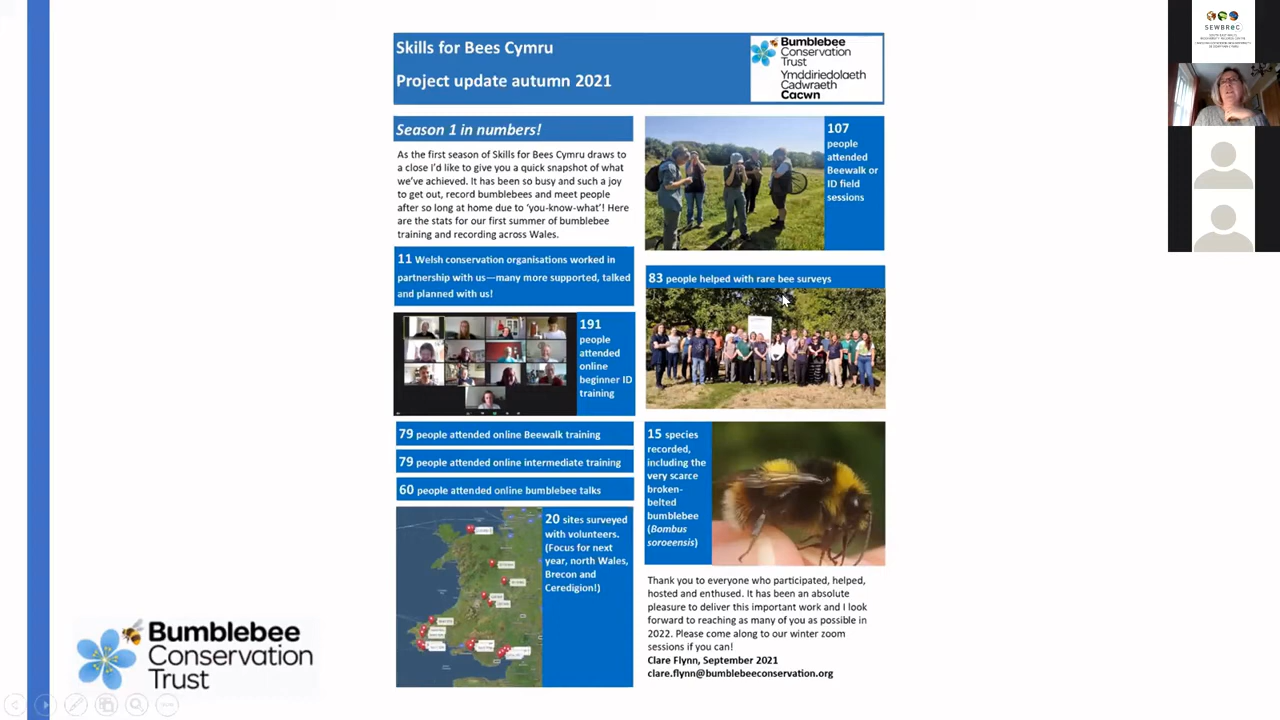 Skills for Bees Cymru
Project update autumn 2021
Bumblebee
Conservation
Trust
Ymddiriedolaeth
Cadwraeth
Cacwn
Season 1 in numbers!
As the first season of Skills for Bees Cymru draws to
a close I'd like to give you a quick snapshot of what
we've achieved. It has been so busy and such a joy
to get out, record bumblebees and meet people
after so long at home due to 'you-know-what'! Here
are the stats for our first summer of bumblebee
training and recording across Wales.
11 Welsh conservation organisations worked in
partnership with us—many more supported, talked
and planned with us!
191
people
attended
online
beginner ID
training
79 people attended online Beewalk training
79 people attended online intermediate training
60 people attended online bumblebee talks
20 sites surveyed
with volunteers.
(Focus for next
year, north Wales,
Brecon and
Ceredigion!)
107
people
attended
Beewalk or
ID field
sessions
83 people helped with rare bee surveys
15 species
recorded,
including the
very scarce
broken-
belted
bumblebee
(Bombus
soroeensis)
Thank you to everyone who participated, helped,
hosted and enthused. It has been an absolute
pleasure to deliver this important work and I look
forward to reaching as many of you as possible in
2022. Please come along to our winter zoom
sessions if you can!
Clare Flynn, September 2021
clare.flynn@bumblebeeconservation.org
Bumblebee
Conservation
Trust
SEWBReC